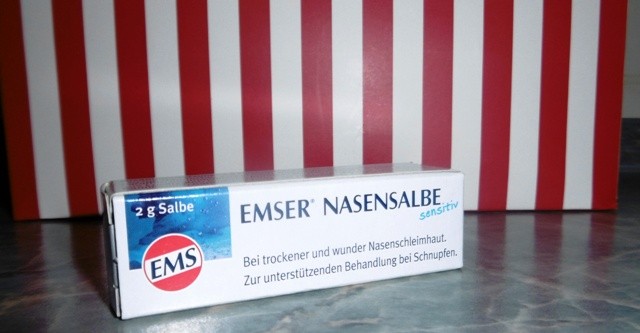 2 g Salbe
EMSER® NASENSALBE
sensitiv
EMS
Bei trockener und wunder Nasenschleimhaut.
Zur unterstützenden Behandlung bei Schnupfen.